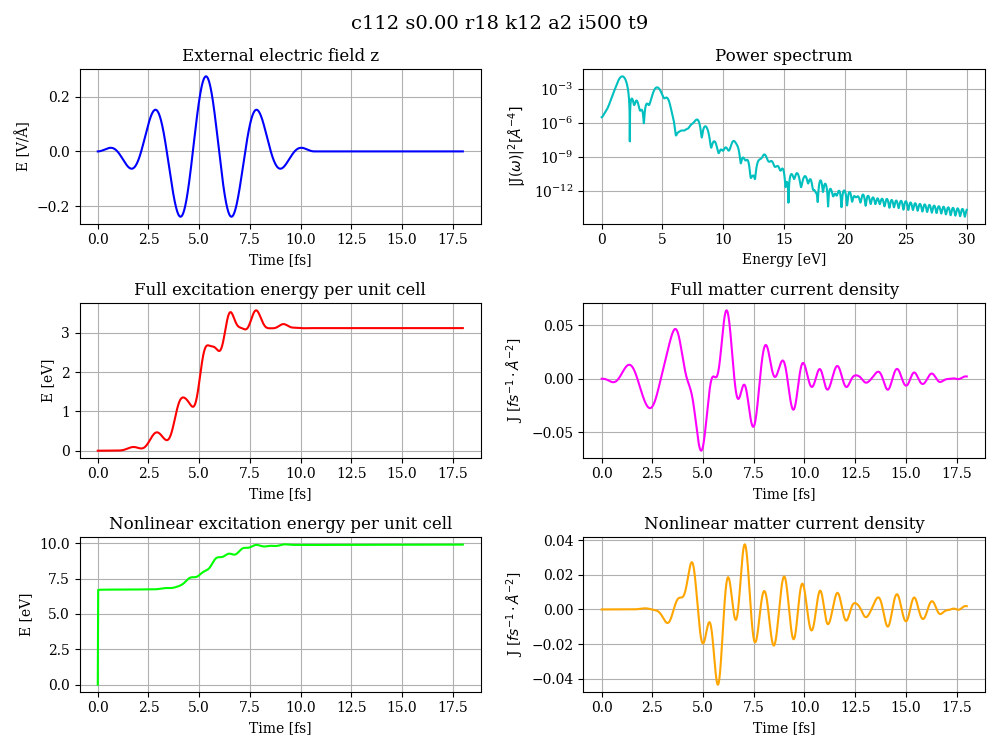 c112 s0.00 r18 k12 a2 i500 t9
External electric field z
E [V/Å]
0.2
0.0
−0.2
0.0 2.5 5.0 7.5 10.0 12.5 15.0 17.5
Time [fs]
Power spectrum
|J(ω)|²[Å⁻⁴]
10⁻³
10⁻⁶
10⁻⁹
10⁻¹²
0 5 10 15 20 25 30
Energy [eV]
Full excitation energy per unit cell
E [eV]
3
2
1
0
0.0 2.5 5.0 7.5 10.0 12.5 15.0 17.5
Time [fs]
Full matter current density
J [fs⁻¹ · Å⁻²]
0.05
0.00
−0.05
0.0 2.5 5.0 7.5 10.0 12.5 15.0 17.5
Time [fs]
Nonlinear excitation energy per unit cell
E [eV]
10.0
7.5
5.0
2.5
0.0
0.0 2.5 5.0 7.5 10.0 12.5 15.0 17.5
Time [fs]
Nonlinear matter current density
J [fs⁻¹ · Å⁻²]
0.04
0.02
0.00
−0.02
−0.04
0.0 2.5 5.0 7.5 10.0 12.5 15.0 17.5
Time [fs]